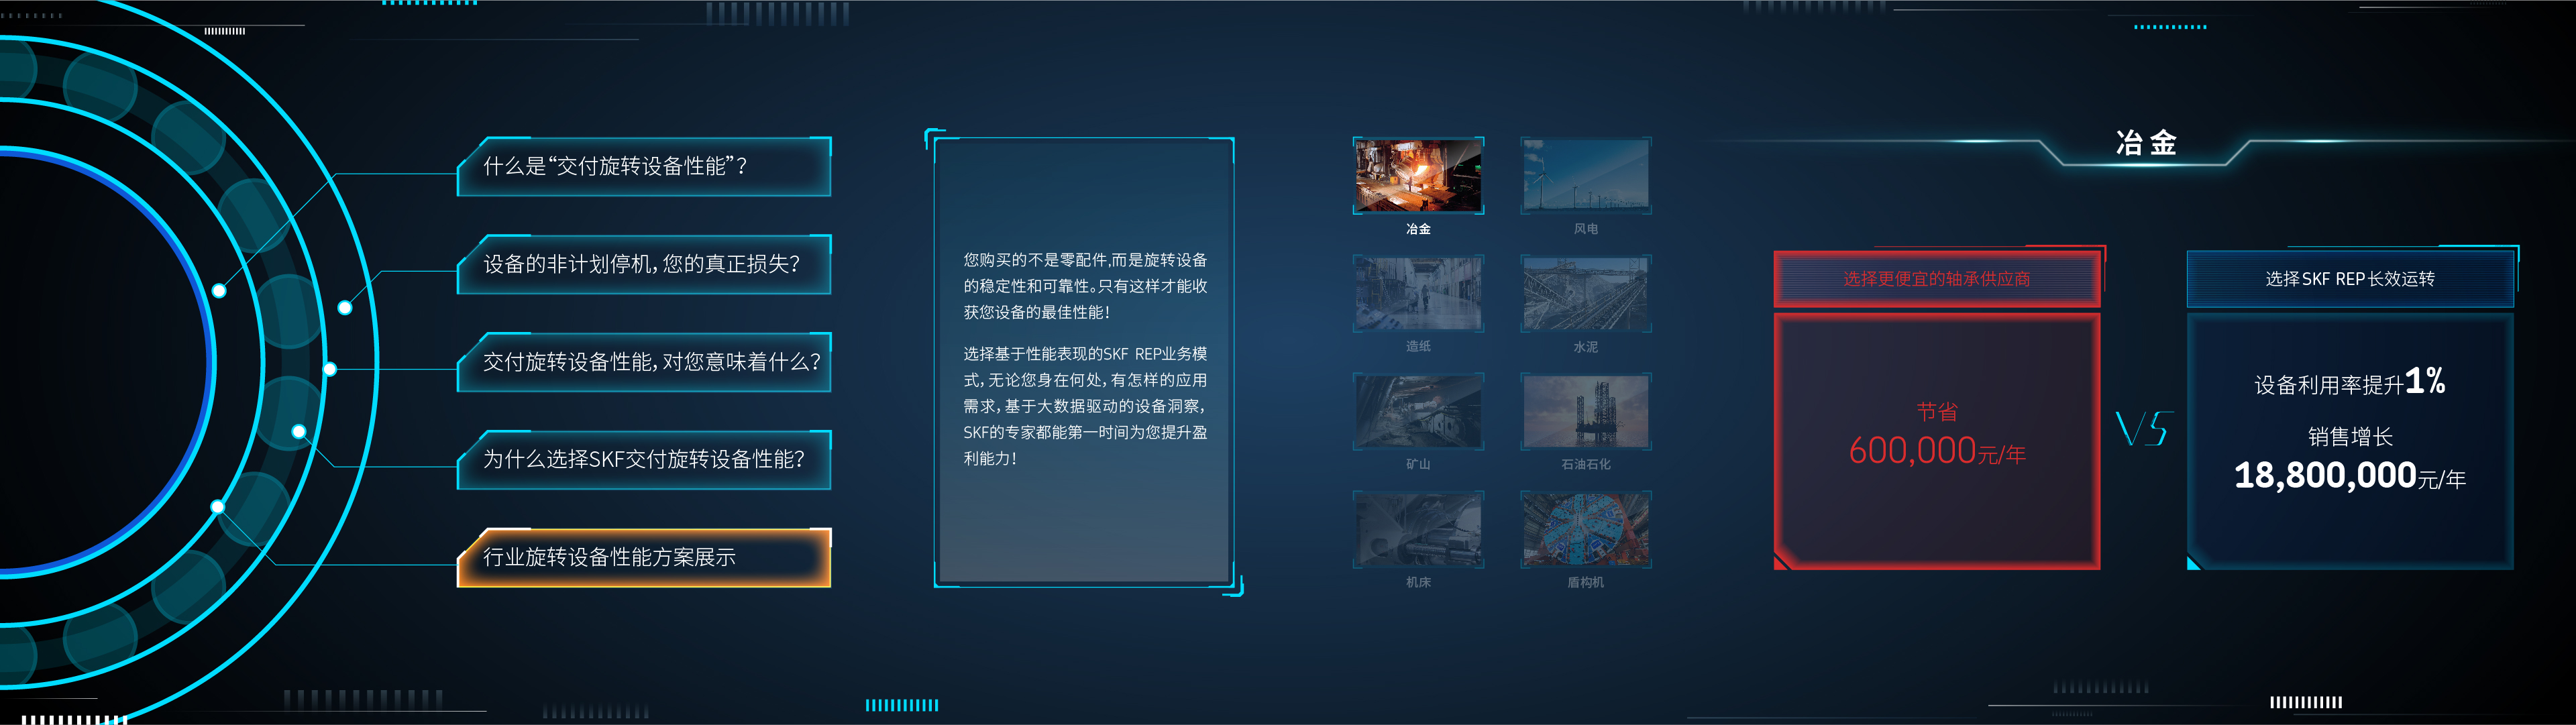 什么是“交付旋转设备性能”?
设备的非计划停机，您的真正损失?
交付旋转设备性能，对您意味着什么?
为什么选择SKF交付旋转设备性能?
行业旋转设备性能方案展示
您购买的不是零配件,而是旋转设备
的稳定性和可靠性。只有这样才能收
获您设备的最佳性能!
选择基于性能表现的SKF REP业务模
式，无论您身在何处，有怎样的应用
需求，基于大数据驱动的设备洞察，
SKF的专家都能第一时间为您提升盈
利能力!
冶金
风电
造纸
水泥
矿山
石油石化
机床
盾构机
冶金
选择更便宜的轴承供应商
节省
600,000元/年
VS
选择SKF REP长效运转
设备利用率提升1%
销售增长
18,800,000元/年